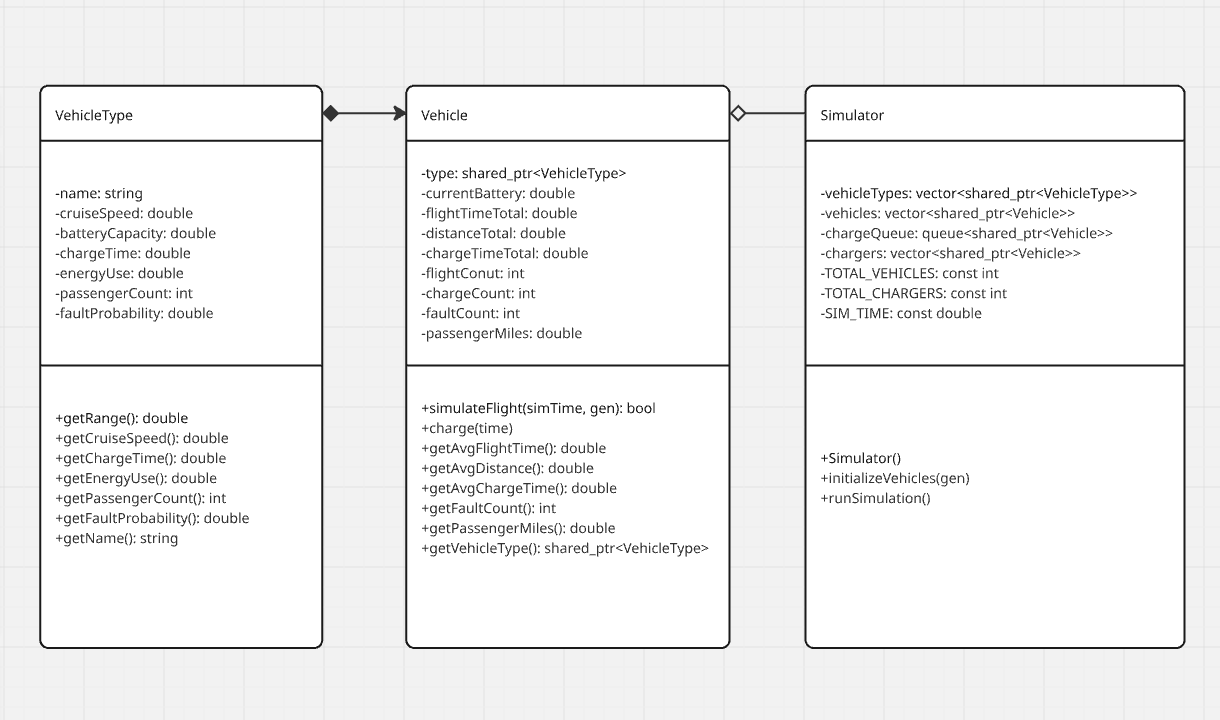 VehicleType
-name: string
-cruiseSpeed: double
-batteryCapacity: double
-chargeTime: double
-energyUse: double
-passengerCount: int
-faultProbability: double
+getRange(): double
+getCruiseSpeed(): double
+getChargeTime(): double
+getEnergyUse(): double
+getPassengerCount(): int
+getFaultProbability(): double
+getName(): string
Vehicle
-type: shared_ptr<VehicleType>
-currentBattery: double
-flightTimeTotal: double
-distanceTotal: double
-chargeTimeTotal: double
-flightConut: int
-chargeCount: int
-faultCount: int
-passengerMiles: double
+simulateFlight(simTime, gen): bool
+charge(time)
+getAvgFlightTime(): double
+getAvgDistance(): double
+getAvgChargeTime(): double
+getFaultCount(): int
+getPassengerMiles(): double
+getVehicleType(): shared_ptr<VehicleType>
Simulator
-vehicleTypes: vector<shared_ptr<VehicleType>>
-vehicles: vector<shared_ptr<Vehicle>>
-chargeQueue: queue<shared_ptr<Vehicle>>
-chargers: vector<shared_ptr<Vehicle>>
-TOTAL_VEHICLES: const int
-TOTAL_CHARGERS: const int
-SIM_TIME: const double
+Simulator()
+initializeVehicles(gen)
+runSimulation()